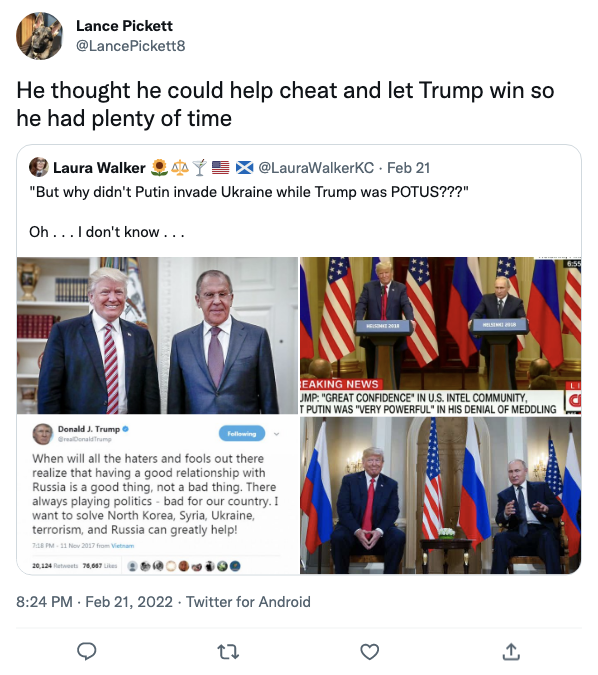 Lance Pickett
@LancePickett8
He thought he could help cheat and let Trump win so
he had plenty of time
Laura Walker 🌻⚖️🍸🇺🇸 🏴󠁧󠁢󠁳󠁣󠁴󠁿 @LauraWalkerKC · Feb 21
"But why didn't Putin invade Ukraine while Trump was POTUS???"
Oh . . . I don't know . . .
6:55
HELSINKI 2018
HELSINKI 2018
EAKING NEWS
LI
UMP: "GREAT CONFIDENCE" IN U.S. INTEL COMMUNITY,
T PUTIN WAS "VERY POWERFUL" IN HIS DENIAL OF MEDDLING
Donald J. Trump
@realDonaldTrump
Following
When will all the haters and fools out there
realize that having a good relationship with
Russia is a good thing, not a bad thing. There
always playing politics - bad for our country. I
want to solve North Korea, Syria, Ukraine,
terrorism, and Russia can greatly help!
7:18 PM - 11 Nov 2017 from Vietnam
20,124 Retweets 76,667 Likes
8:24 PM · Feb 21, 2022 · Twitter for Android